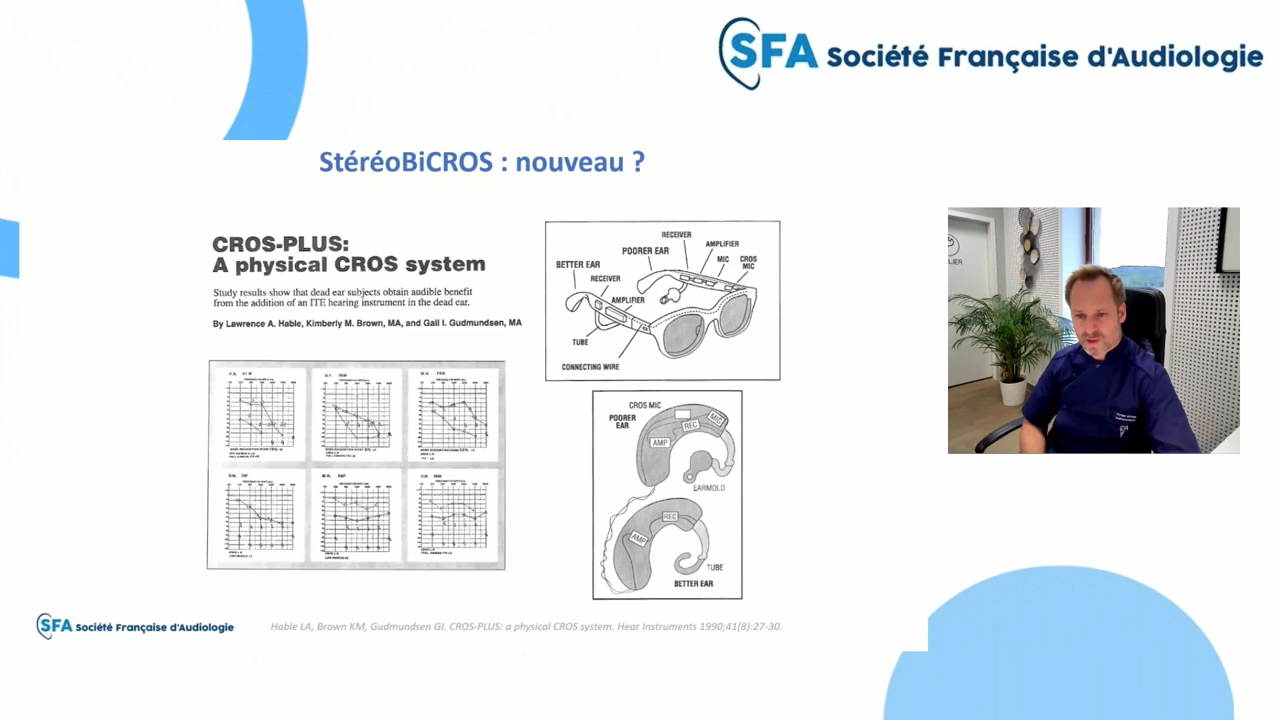 SFA Société Française d'Audiologie
StéréoBiCROS : nouveau ?
CROS-PLUS:
A physical CROS system
Study results show that dead ear subjects obtain audible benefit
from the addition of an ITE hearing instrument in the dead ear.
By Lawrence A. Hable, Kimberly M. Brown, MA, and Gail I. Gudmundsen, MA
RECEIVER
AMPLIFIER
POORER EAR
MIC
CROS
MIC
BETTER EAR
RECEIVER
AMPLIFIER
TUBE
CONNECTING WIRE
CROS MIC
POORER
EAR
MIC
REC
AMP
EARMOLD
REC
AMP
TUBE
BETTER EAR
SFA Société Française d'Audiologie
Hable LA, Brown KM, Gudmundsen GI. CROS-PLUS: a physical CROS system. Hear Instruments 1990;41(8):27-30.